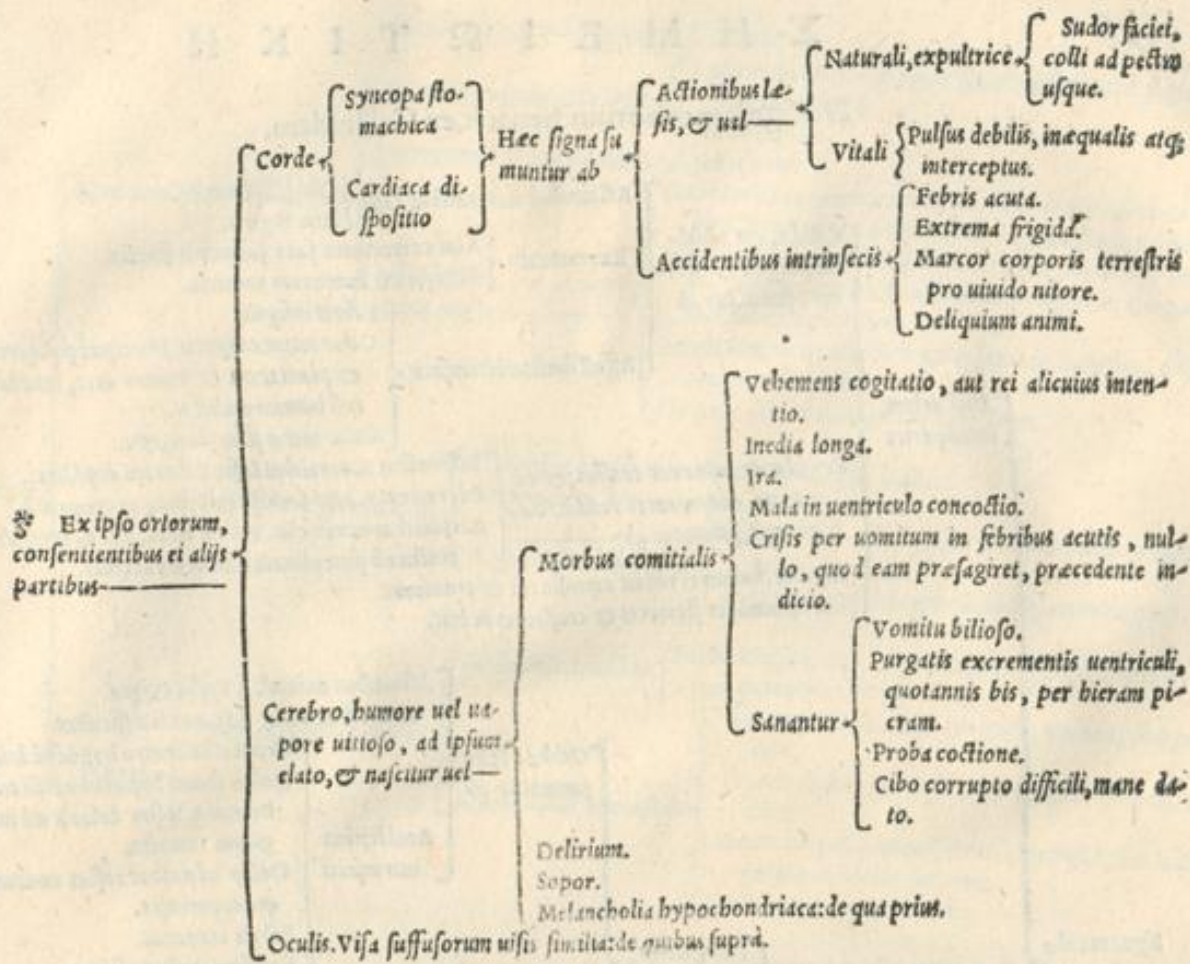 Ex ipso ortorum,
consentientibus ei alijs
partibus
Corde
Syncopa sto-
machica
Cardiaca di-
spositio
Hæc signa su
muntur ab
Actionibus læ-
sis, & uel
Naturali, expultrice
Sudor faciei,
colli ad pectus
usque.
Vitali
Pulsus debilis, inæqualis atq;
interceptus.
Accidentibus intrinsecis
Febris acuta.
Extrema frigida.
Marcor corporis terrestris
pro uiuido nitore.
Deliquium animi.
Cerebro, humore uel ua-
pore uitioso, ad ipsum
elato, & nascitur uel
Morbus comitialis
Vehemens cogitatio, aut rei alicuius inten-
tio.
Inedia longa.
Ira.
Mala in uentriculo concoctio.
Crisis per uomitum in febribus acutis, nul-
lo, quod eam præsagiret, præcedente in-
dicio.
Sanantur
Vomitu bilioso.
Purgatis excrementis uentriculi,
quotannis bis, per hieram pi-
cram.
Proba coctione.
Cibo corrupto difficili, mane da-
to.
Delirium.
Sopor.
Melancholia hypochondriaca: de qua prius.
Oculis. Visa suffusorum uisis similia: de quibus suprà.